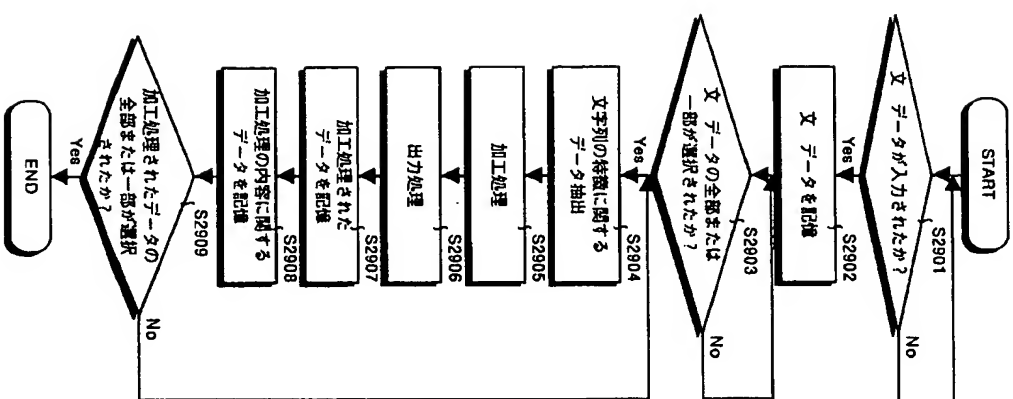 START
文 データが入力されたか?
S2901
No
Yes
文 データを記憶
S2902
文 データの全部または
一部が選択されたか?
S2903
No
Yes
文字列の特徴に関する
データ抽出
S2904
加工処理
S2905
出力処理
S2906
加工処理された
データを記憶
S2907
加工処理の内容に関する
データを記憶
S2908
加工処理されたデータの
全部または一部が選択
されたか?
S2909
No
Yes
END